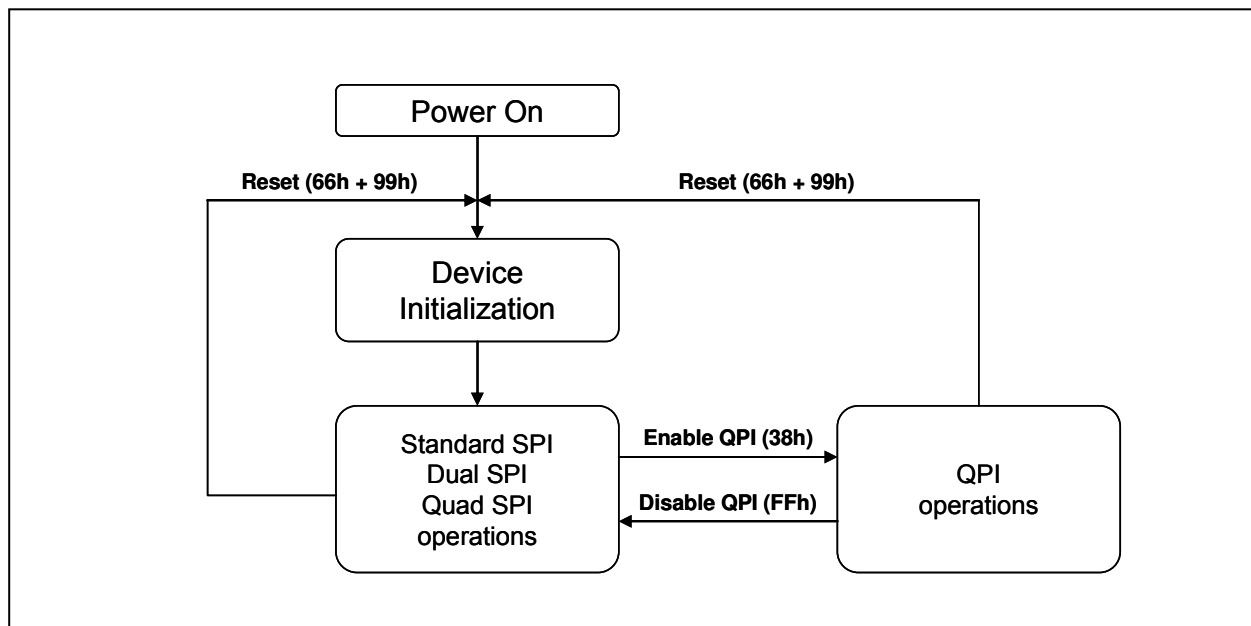 Power On
Reset (66h + 99h)
Reset (66h + 99h)
Device
Initialization
Standard SPI
Dual SPI
Quad SPI
operations
Enable QPI (38h)
Disable QPI (FFh)
QPI
operations